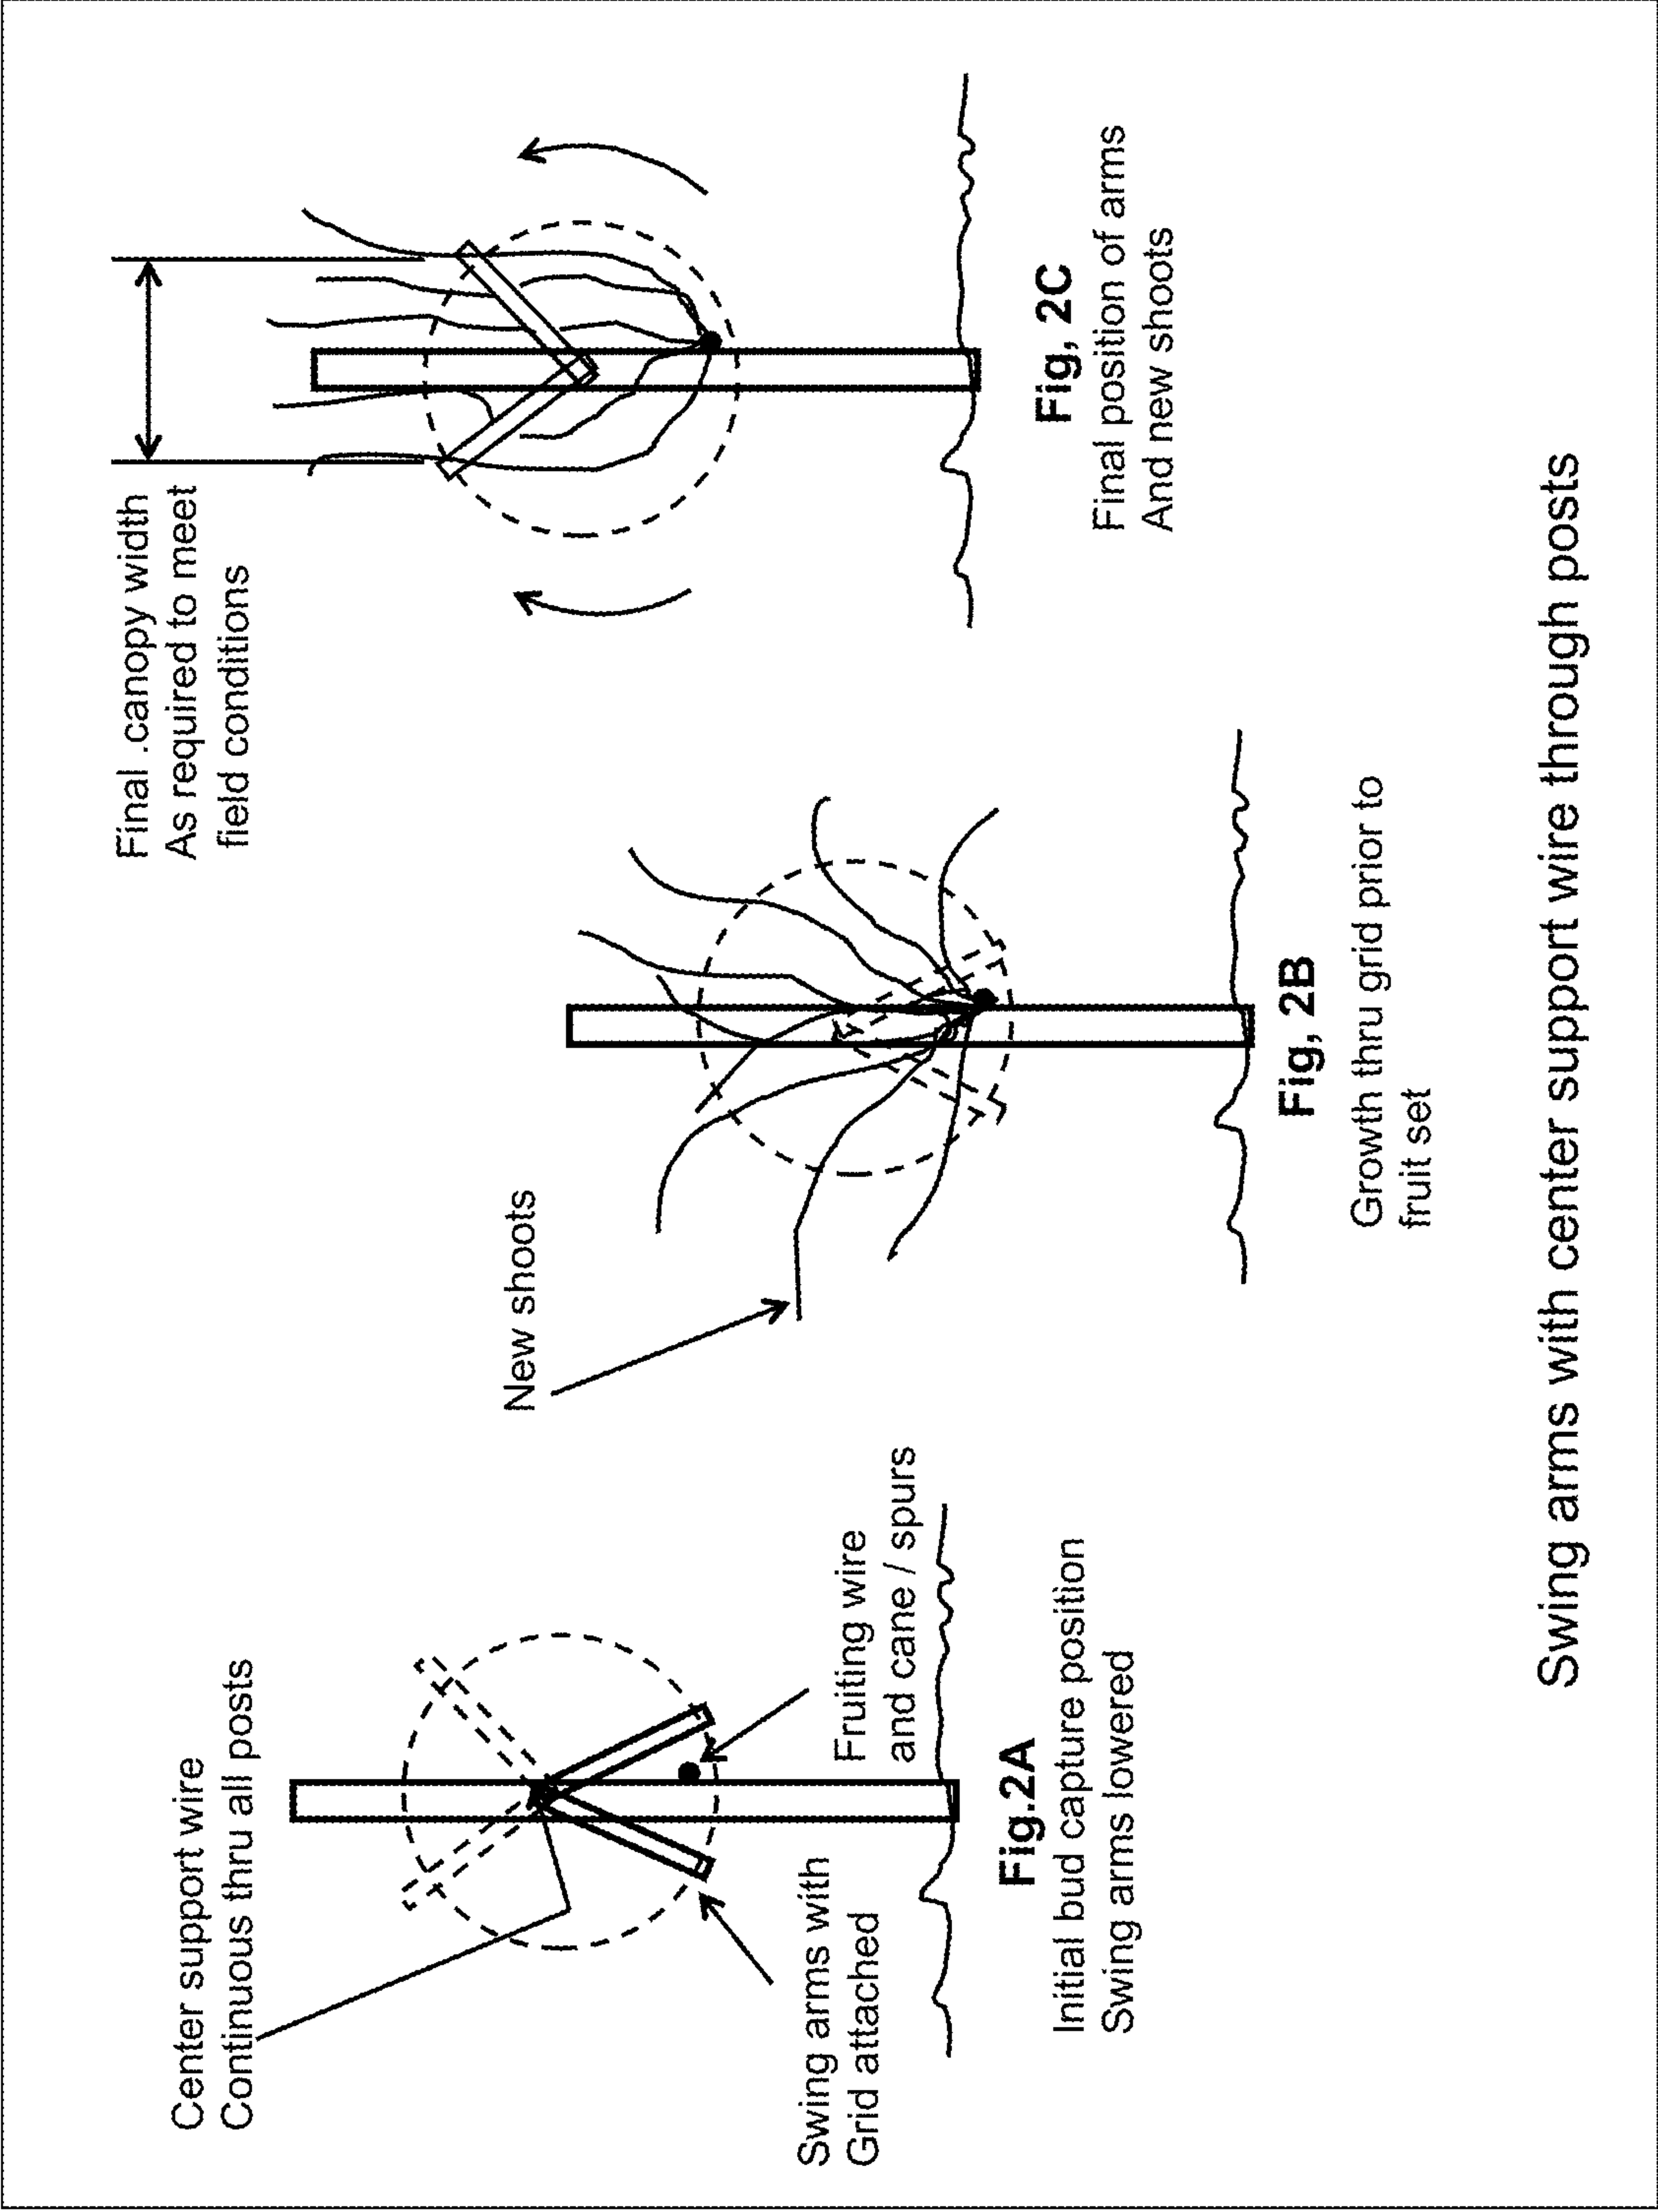 Center support wire
Continuous thru all posts
Swing arms with
Grid attached
Fruiting wire
and cane / spurs
Fig.2A
Initial bud capture position
Swing arms lowered
New shoots
Fig, 2B
Growth thru grid prior to
fruit set
Final .canopy width
As required to meet
field conditions
Fig, 2C
Final position of arms
And new shoots
Swing arms with center support wire through posts